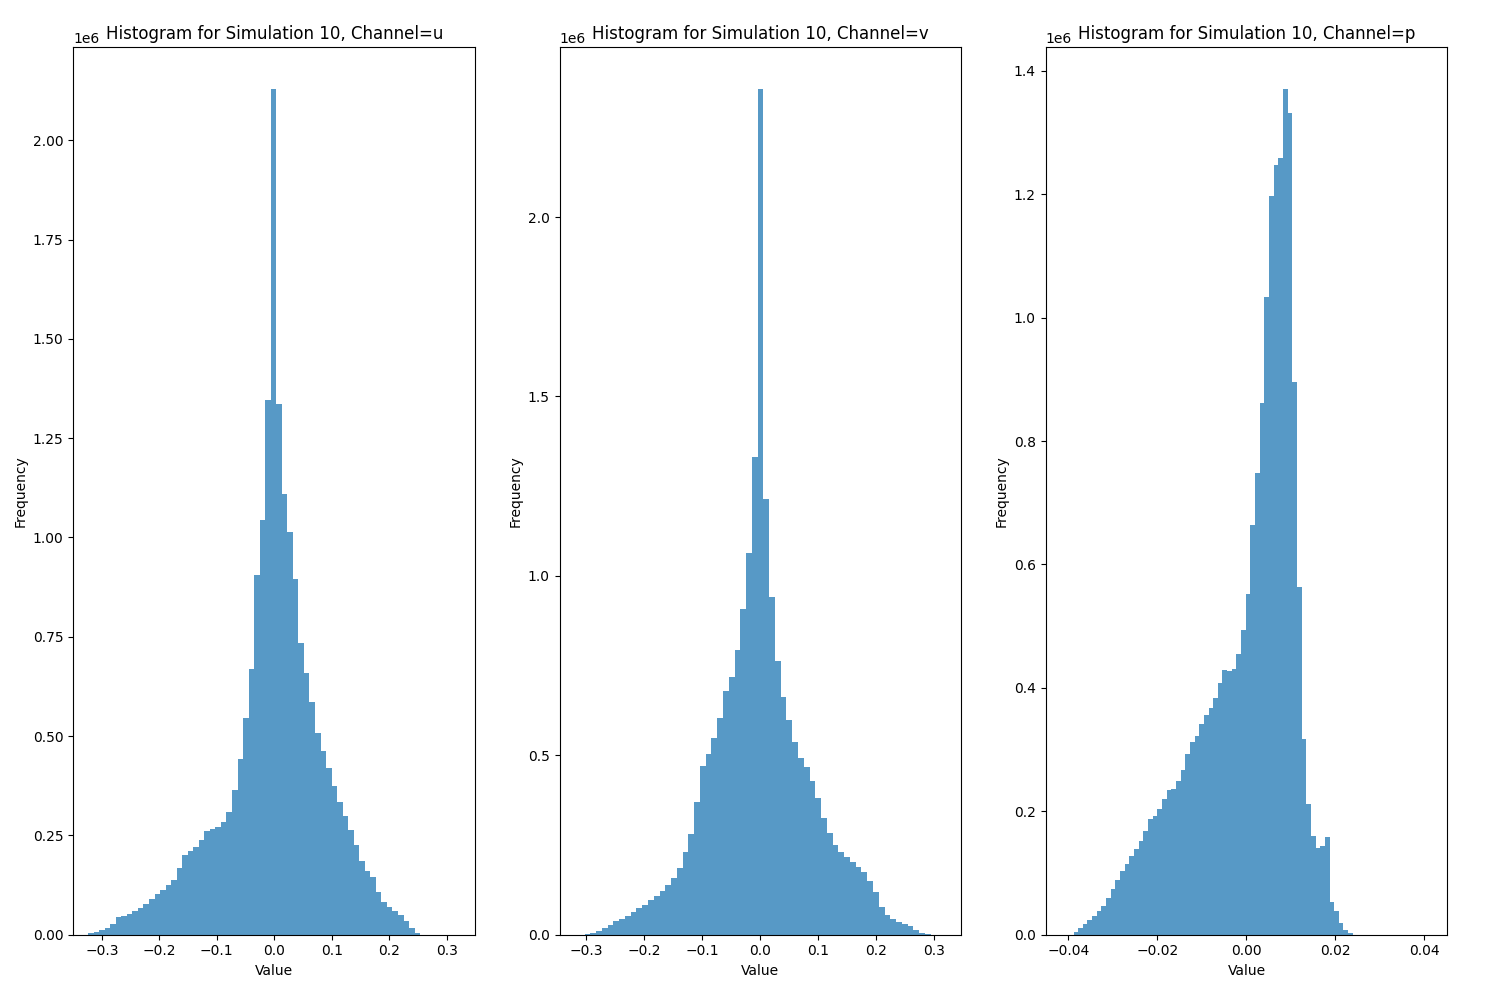 Histogram for Simulation 10, Channel=u
1e6
2.00
1.75
1.50
1.25
1.00
0.75
0.50
0.25
0.00
Frequency
−0.3 −0.2 −0.1 0.0 0.1 0.2 0.3
Value
Histogram for Simulation 10, Channel=v
1e6
2.0
1.5
1.0
0.5
0.0
Frequency
−0.3 −0.2 −0.1 0.0 0.1 0.2 0.3
Value
Histogram for Simulation 10, Channel=p
1e6
1.4
1.2
1.0
0.8
0.6
0.4
0.2
0.0
Frequency
−0.04 −0.02 0.00 0.02 0.04
Value